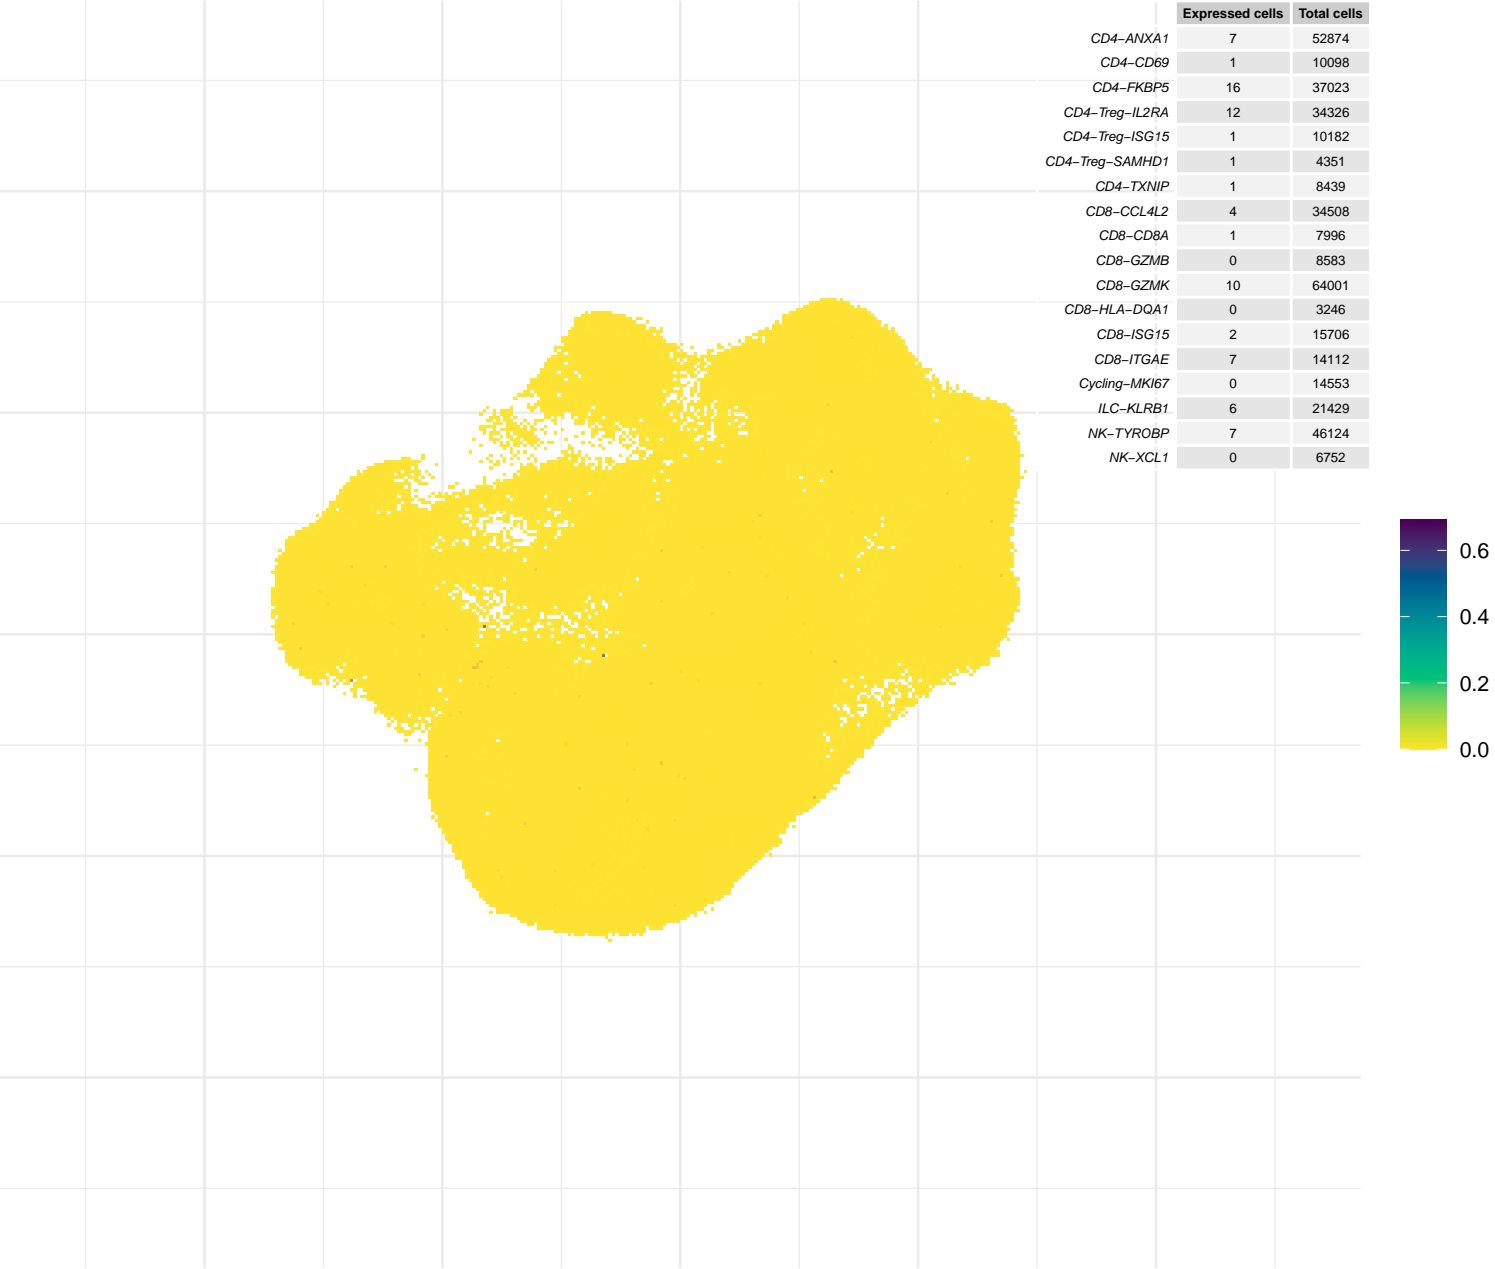 Expressed cells Total cells
CD4−ANXA1 7 52874
CD4−CD69 1 10098
CD4−FKBP5 16 37023
CD4−Treg−IL2RA 12 34326
CD4−Treg−ISG15 1 10182
CD4−Treg−SAMHD1 1 4351
CD4−TXNIP 1 8439
CD8−CCL4L2 4 34508
CD8−CD8A 1 7996
CD8−GZMB 0 8583
CD8−GZMK 10 64001
CD8−HLA−DQA1 0 3246
CD8−ISG15 2 15706
CD8−ITGAE 7 14112
Cycling−MKI67 0 14553
ILC−KLRB1 6 21429
NK−TYROBP 7 46124
NK−XCL1 0 6752
0.6
0.4
0.2
0.0